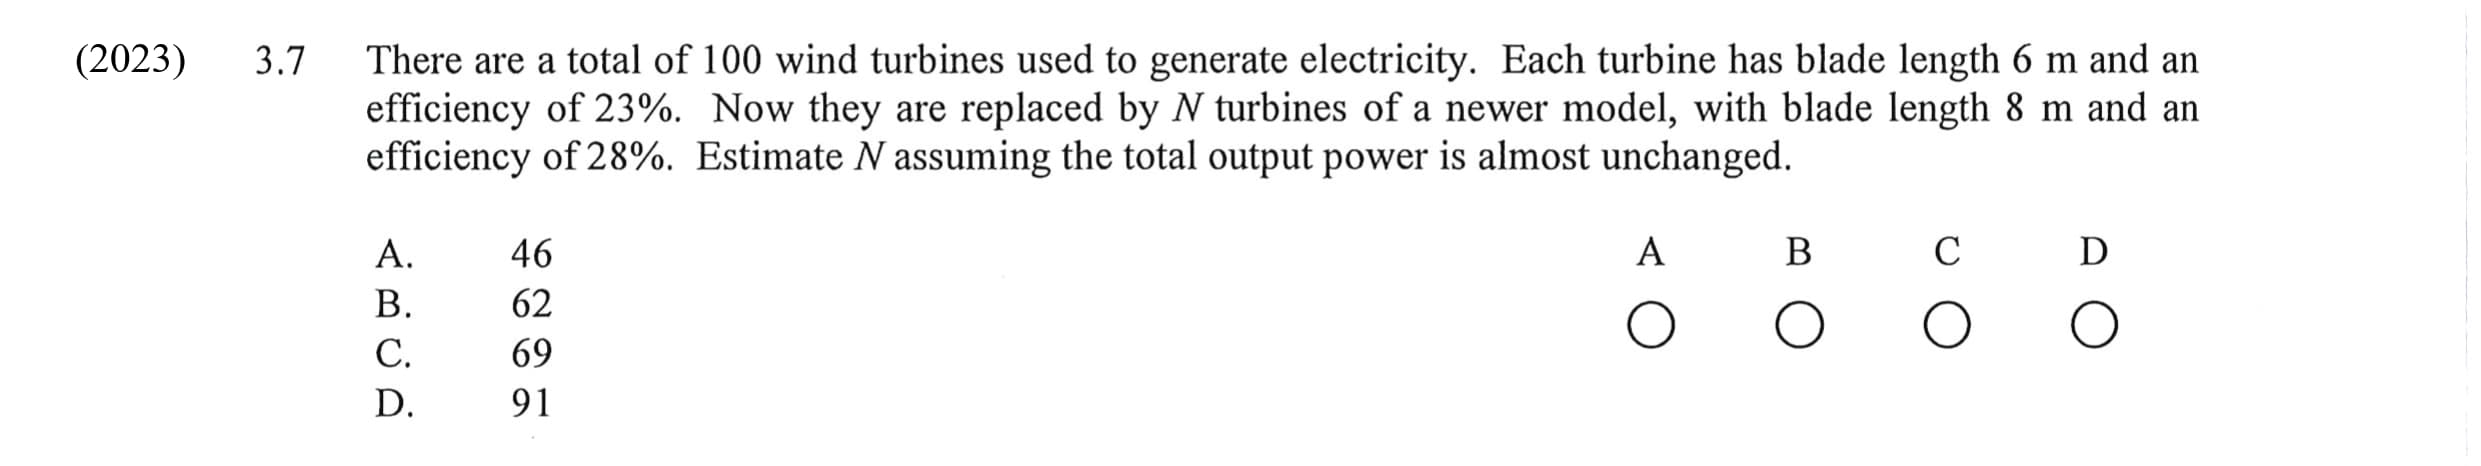 (2023) 3.7 There are a total of 100 wind turbines used to generate electricity. Each turbine has blade length 6 m and an
efficiency of 23%. Now they are replaced by N turbines of a newer model, with blade length 8 m and an
efficiency of 28%. Estimate N assuming the total output power is almost unchanged.
A. 46 A B C D
B. 62
C. 69
D. 91